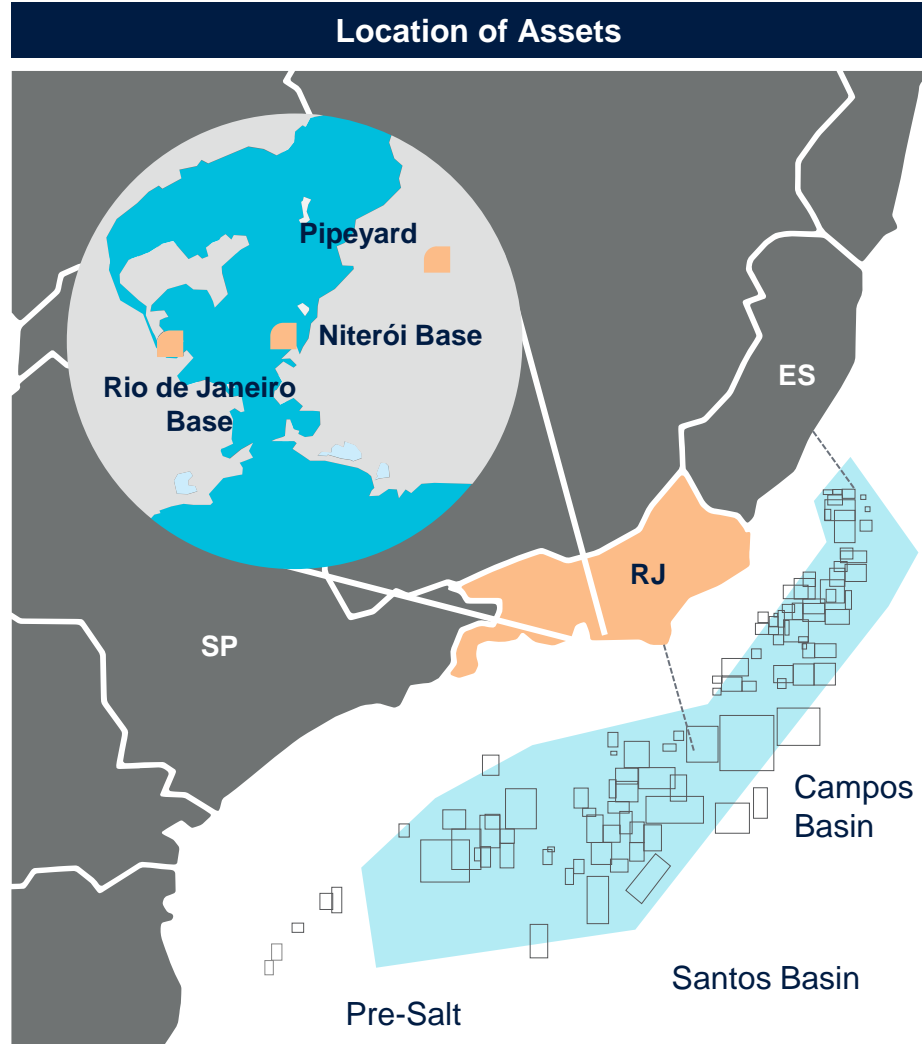 Location of Assets
Pipeyard
Niterói Base
Rio de Janeiro
Base
ES
RJ
SP
Campos
Basin
Santos Basin
Pre-Salt